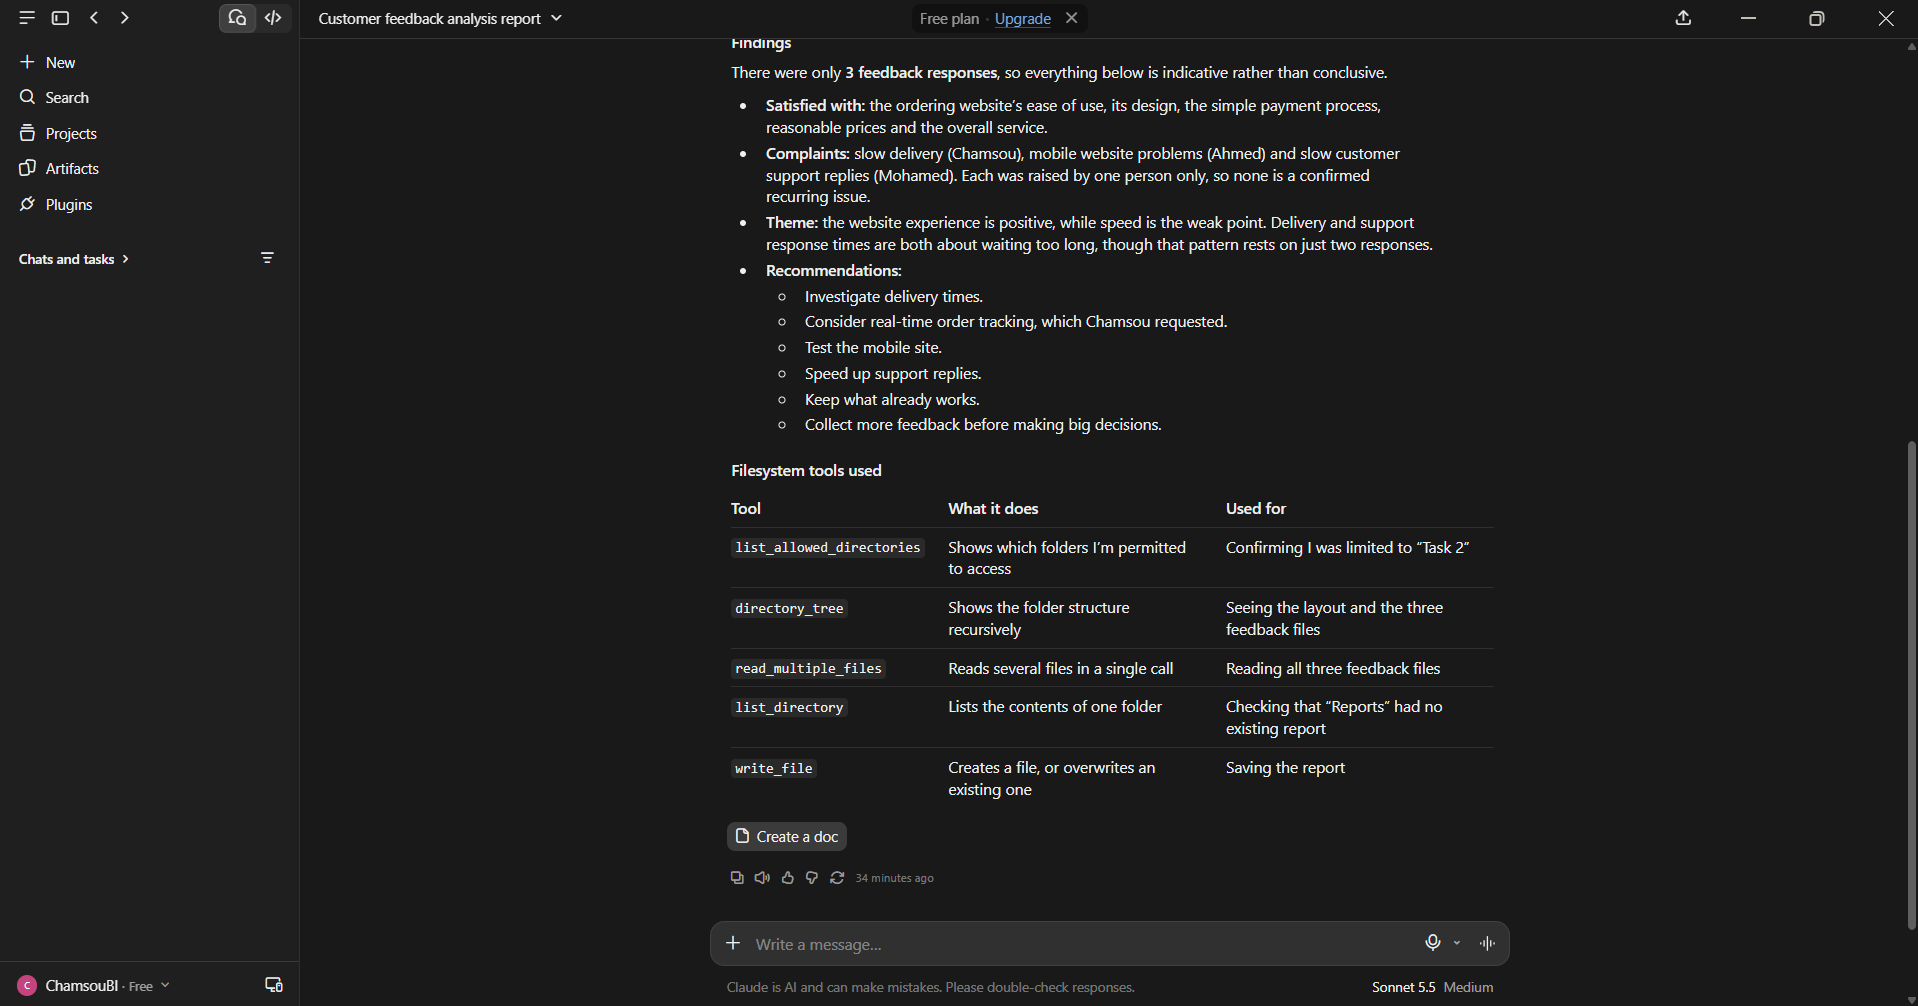 Customer feedback analysis report
Free plan · Upgrade
New
Search
Projects
Artifacts
Plugins
Chats and tasks
Findings
There were only 3 feedback responses, so everything below is indicative rather than conclusive.
Satisfied with: the ordering website's ease of use, its design, the simple payment process,
reasonable prices and the overall service.
Complaints: slow delivery (Chamsou), mobile website problems (Ahmed) and slow customer
support replies (Mohamed). Each was raised by one person only, so none is a confirmed
recurring issue.
Theme: the website experience is positive, while speed is the weak point. Delivery and support
response times are both about waiting too long, though that pattern rests on just two responses.
Recommendations:
Investigate delivery times.
Consider real-time order tracking, which Chamsou requested.
Test the mobile site.
Speed up support replies.
Keep what already works.
Collect more feedback before making big decisions.
Filesystem tools used
Tool What it does Used for
list_allowed_directories Shows which folders I'm permitted Confirming I was limited to “Task 2”
to access
directory_tree Shows the folder structure Seeing the layout and the three
recursively feedback files
read_multiple_files Reads several files in a single call Reading all three feedback files
list_directory Lists the contents of one folder Checking that “Reports” had no
existing report
write_file Creates a file, or overwrites an Saving the report
existing one
Create a doc
34 minutes ago
Write a message...
C ChamsouBI · Free
Claude is AI and can make mistakes. Please double-check responses.
Sonnet 5.5 Medium